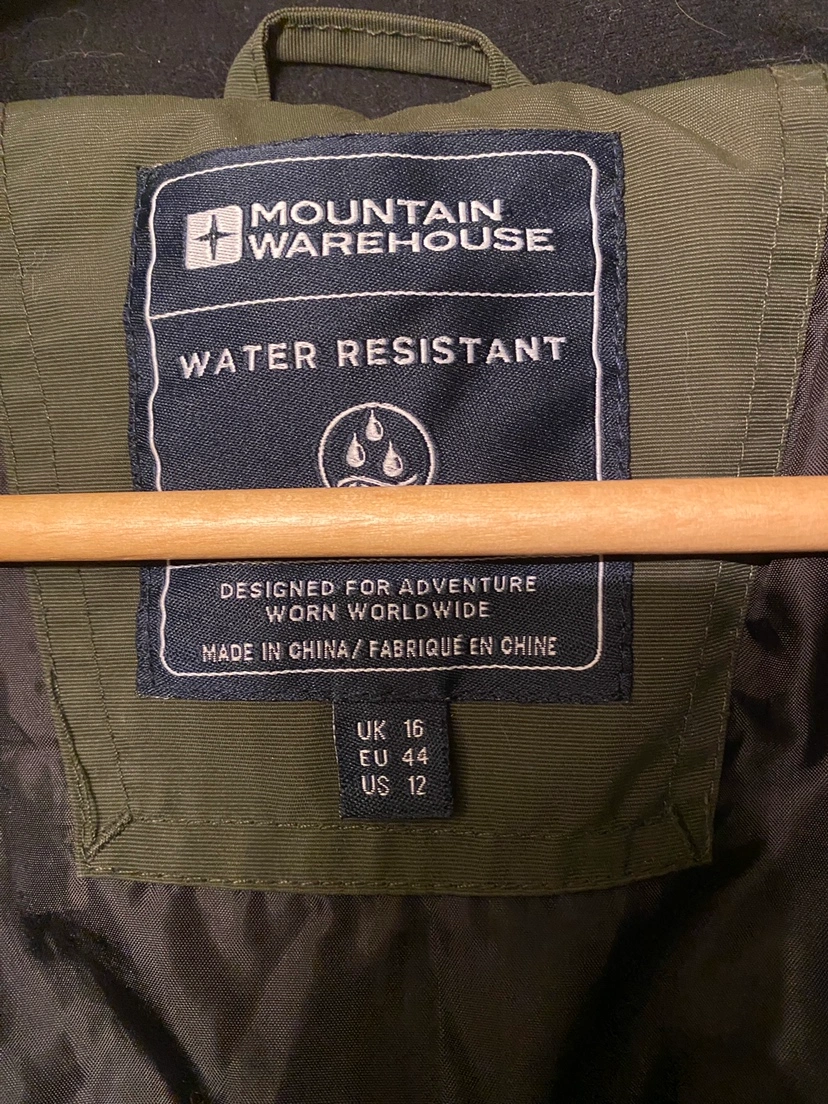 MOUNTAIN
WAREHOUSE
WATER RESISTANT
DESIGNED FOR ADVENTURE
WORN WORLDWIDE
MADE IN CHINA/FABRIQUÉ EN CHINE
UK 16
EU 44
US 12